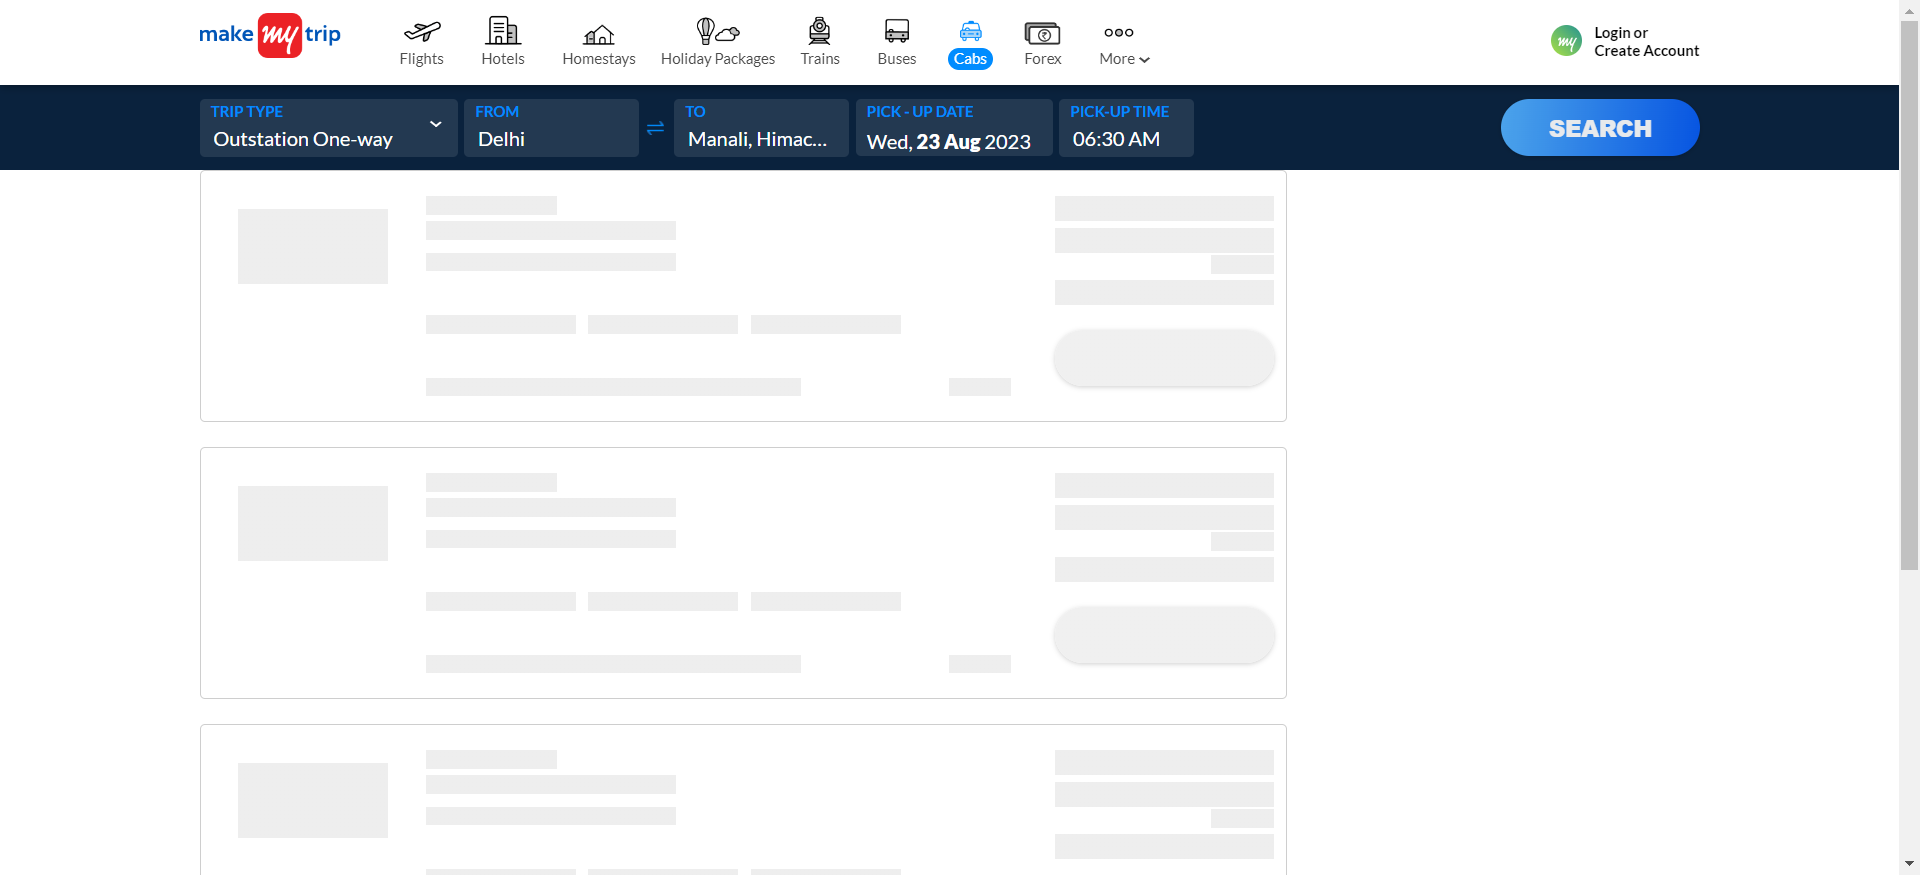 make my trip
Flights
Hotels
Homestays
Holiday Packages
Trains
Buses
Cabs
Forex
More
my
Login or
Create Account
TRIP TYPE
Outstation One-way
FROM
Delhi
TO
Manali, Himac...
PICK - UP DATE
Wed, 23 Aug 2023
PICK-UP TIME
06:30 AM
SEARCH